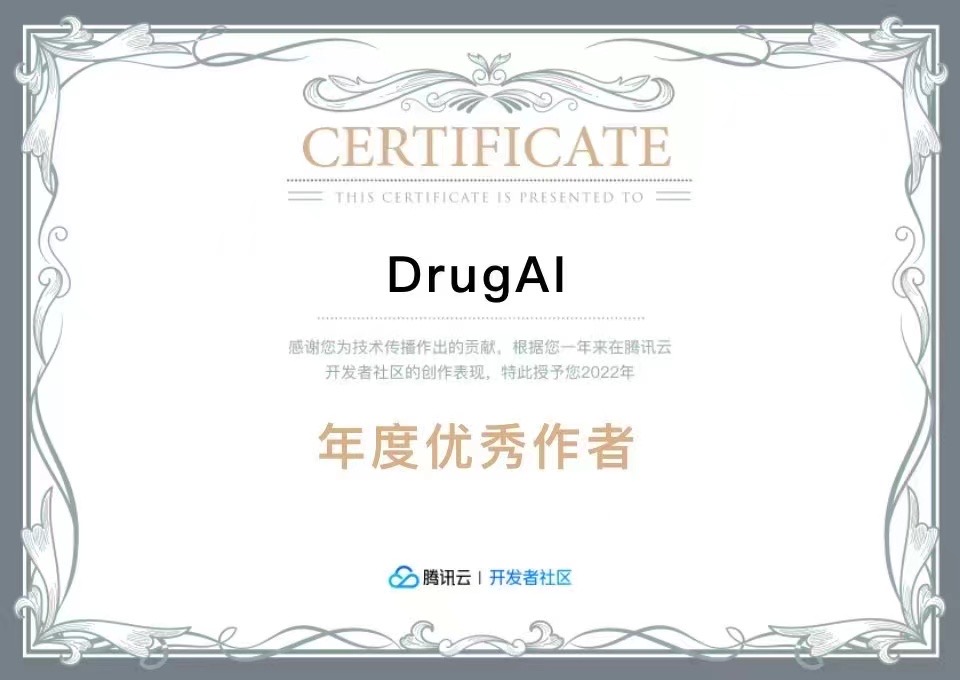 CERTIFICATE
THIS CERTIFICATE IS PRESENTED TO
DrugAI
感谢您为技术传播作出的贡献，根据您一年来在腾讯云
开发者社区的创作表现，特此授予您2022年
年度优秀作者
腾讯云 | 开发者社区